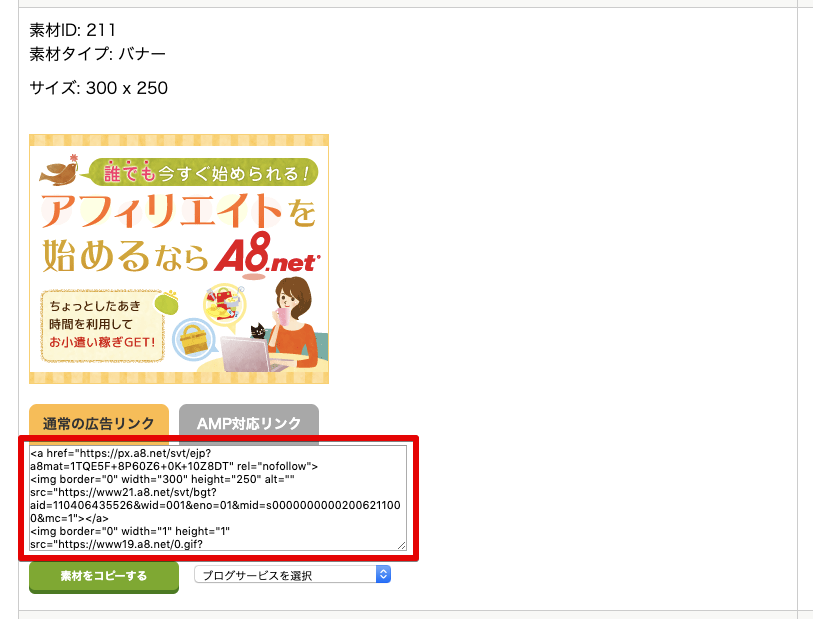 素材ID: 211
素材タイプ: バナー
サイズ: 300 x 250
誰でも今すぐ始められる！
アフィリエイトを
始めるなら A8.net
ちょっとしたあき
時間を利用して
お小遣い稼ぎGET!
通常の広告リンク AMP対応リンク
<a href="https://px.a8.net/svt/ejp?
a8mat=1TQE5F+8P60Z6+0K+10Z8DT" rel="nofollow">
<img border="0" width="300" height="250" alt=""
src="https://www21.a8.net/svt/bgt?
aid=110406435526&wid=001&eno=01&mid=s0000000000200621100
0&mc=1"></a>
<img border="0" width="1" height="1"
src="https://www19.a8.net/0.gif?
素材をコピーする ブログサービスを選択